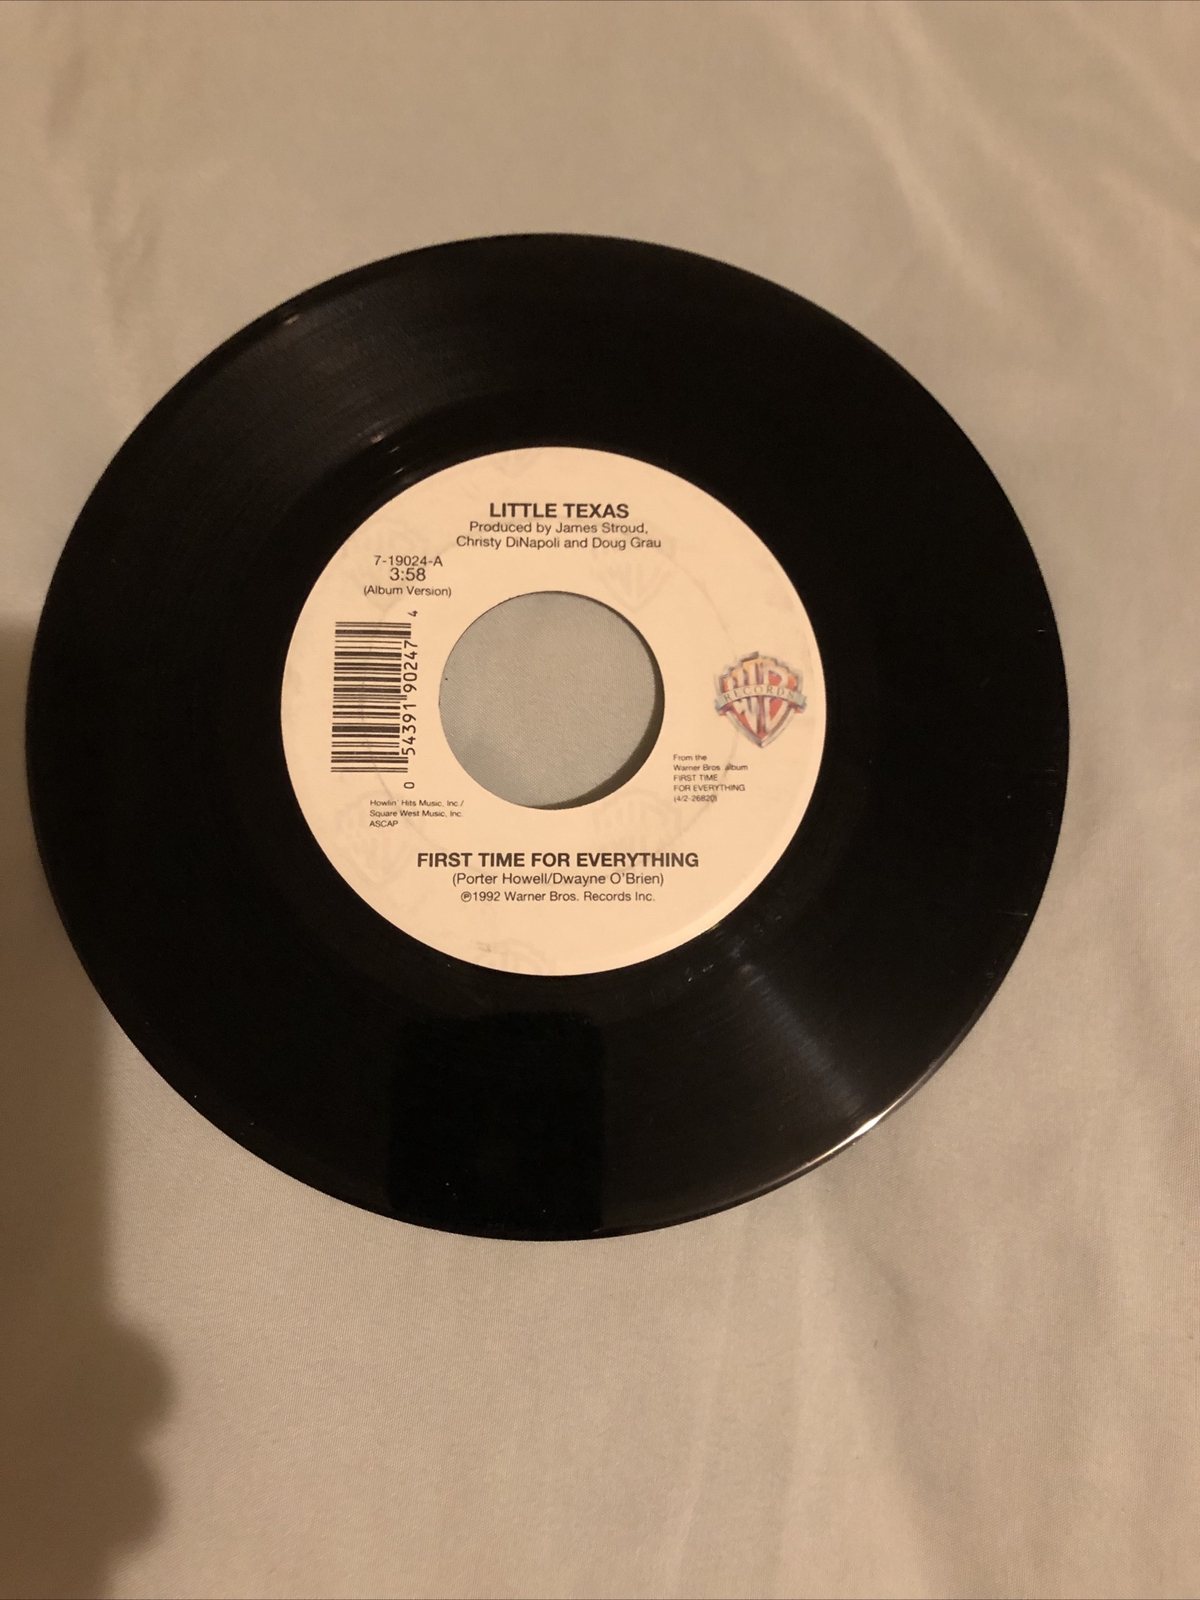 LITTLE TEXAS
Produced by James Stroud,
Christy DiNapoli and Doug Grau
7-19024-A
3:58
(Album Version)
0 54391 90247 4
RECORDS
From the
Warner Bros. album
FIRST TIME
FOR EVERYTHING
(4/2-26820)
Howlin' Hits Music, Inc./
Square West Music, Inc.
ASCAP
FIRST TIME FOR EVERYTHING
(Porter Howell/Dwayne O'Brien)
℗1992 Warner Bros. Records Inc.